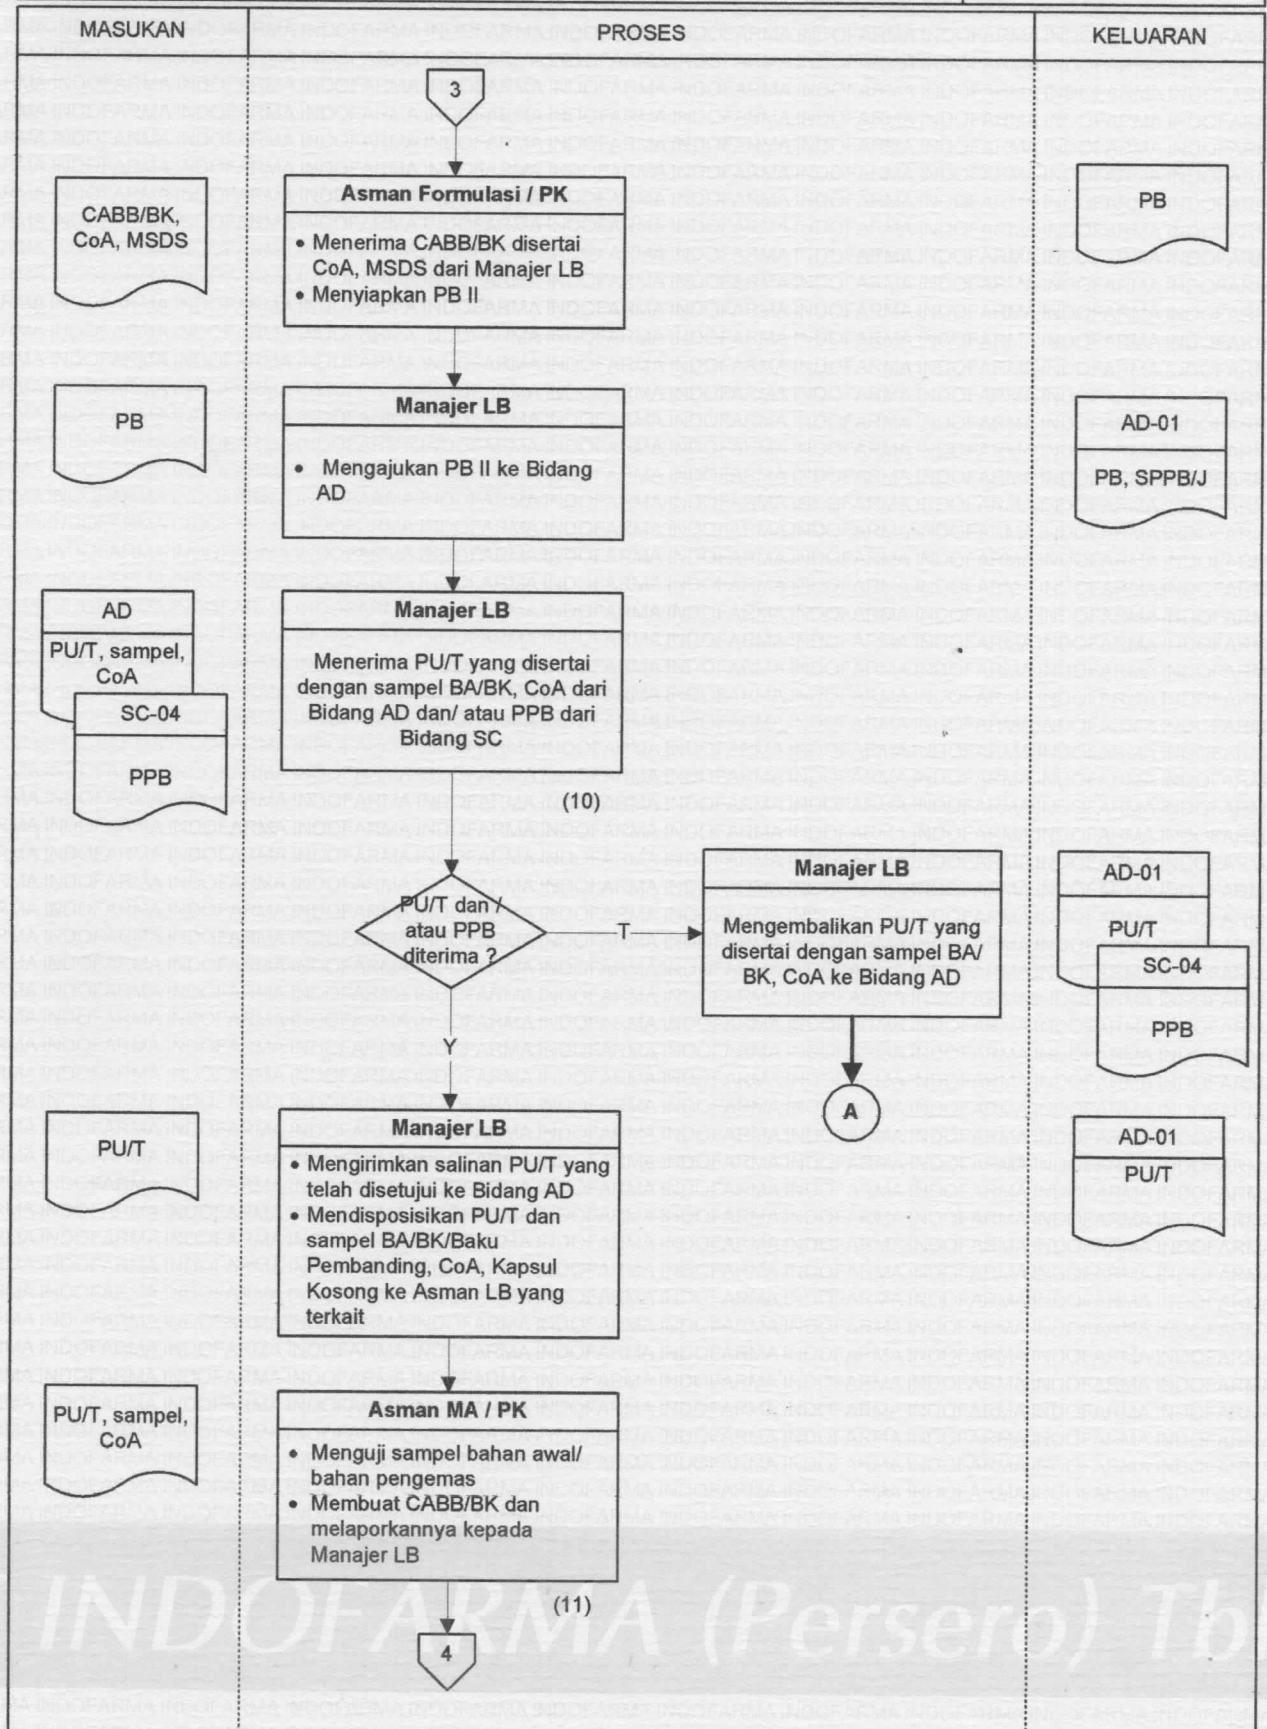 MASUKAN
PROSES
KELUARAN
3
CABB/BK,
CoA, MSDS
Asman Formulasi / PK
• Menerima CABB/BK disertai
CoA, MSDS dari Manajer LB
• Menyiapkan PB II
PB
PB
Manajer LB
• Mengajukan PB II ke Bidang
AD
AD-01
PB, SPPB/J
AD
PU/T, sampel,
CoA
SC-04
PPB
Manajer LB
Menerima PU/T yang disertai
dengan sampel BA/BK, CoA dari
Bidang AD dan/ atau PPB dari
Bidang SC
(10)
PU/T dan /
atau PPB
diterima ?
T
Manajer LB
Mengembalikan PU/T yang
disertai dengan sampel BA/
BK, CoA ke Bidang AD
AD-01
PU/T
SC-04
PPB
Y
A
PU/T
Manajer LB
• Mengirimkan salinan PU/T yang
telah disetujui ke Bidang AD
• Mendisposisikan PU/T dan
sampel BA/BK/Baku
Pembanding, CoA, Kapsul
Kosong ke Asman LB yang
terkait
AD-01
PU/T
PU/T, sampel,
CoA
Asman MA / PK
• Menguji sampel bahan awal/
bahan pengemas
• Membuat CABB/BK dan
melaporkannya kepada
Manajer LB
(11)
4
INDOFARMA (Persero) Tb